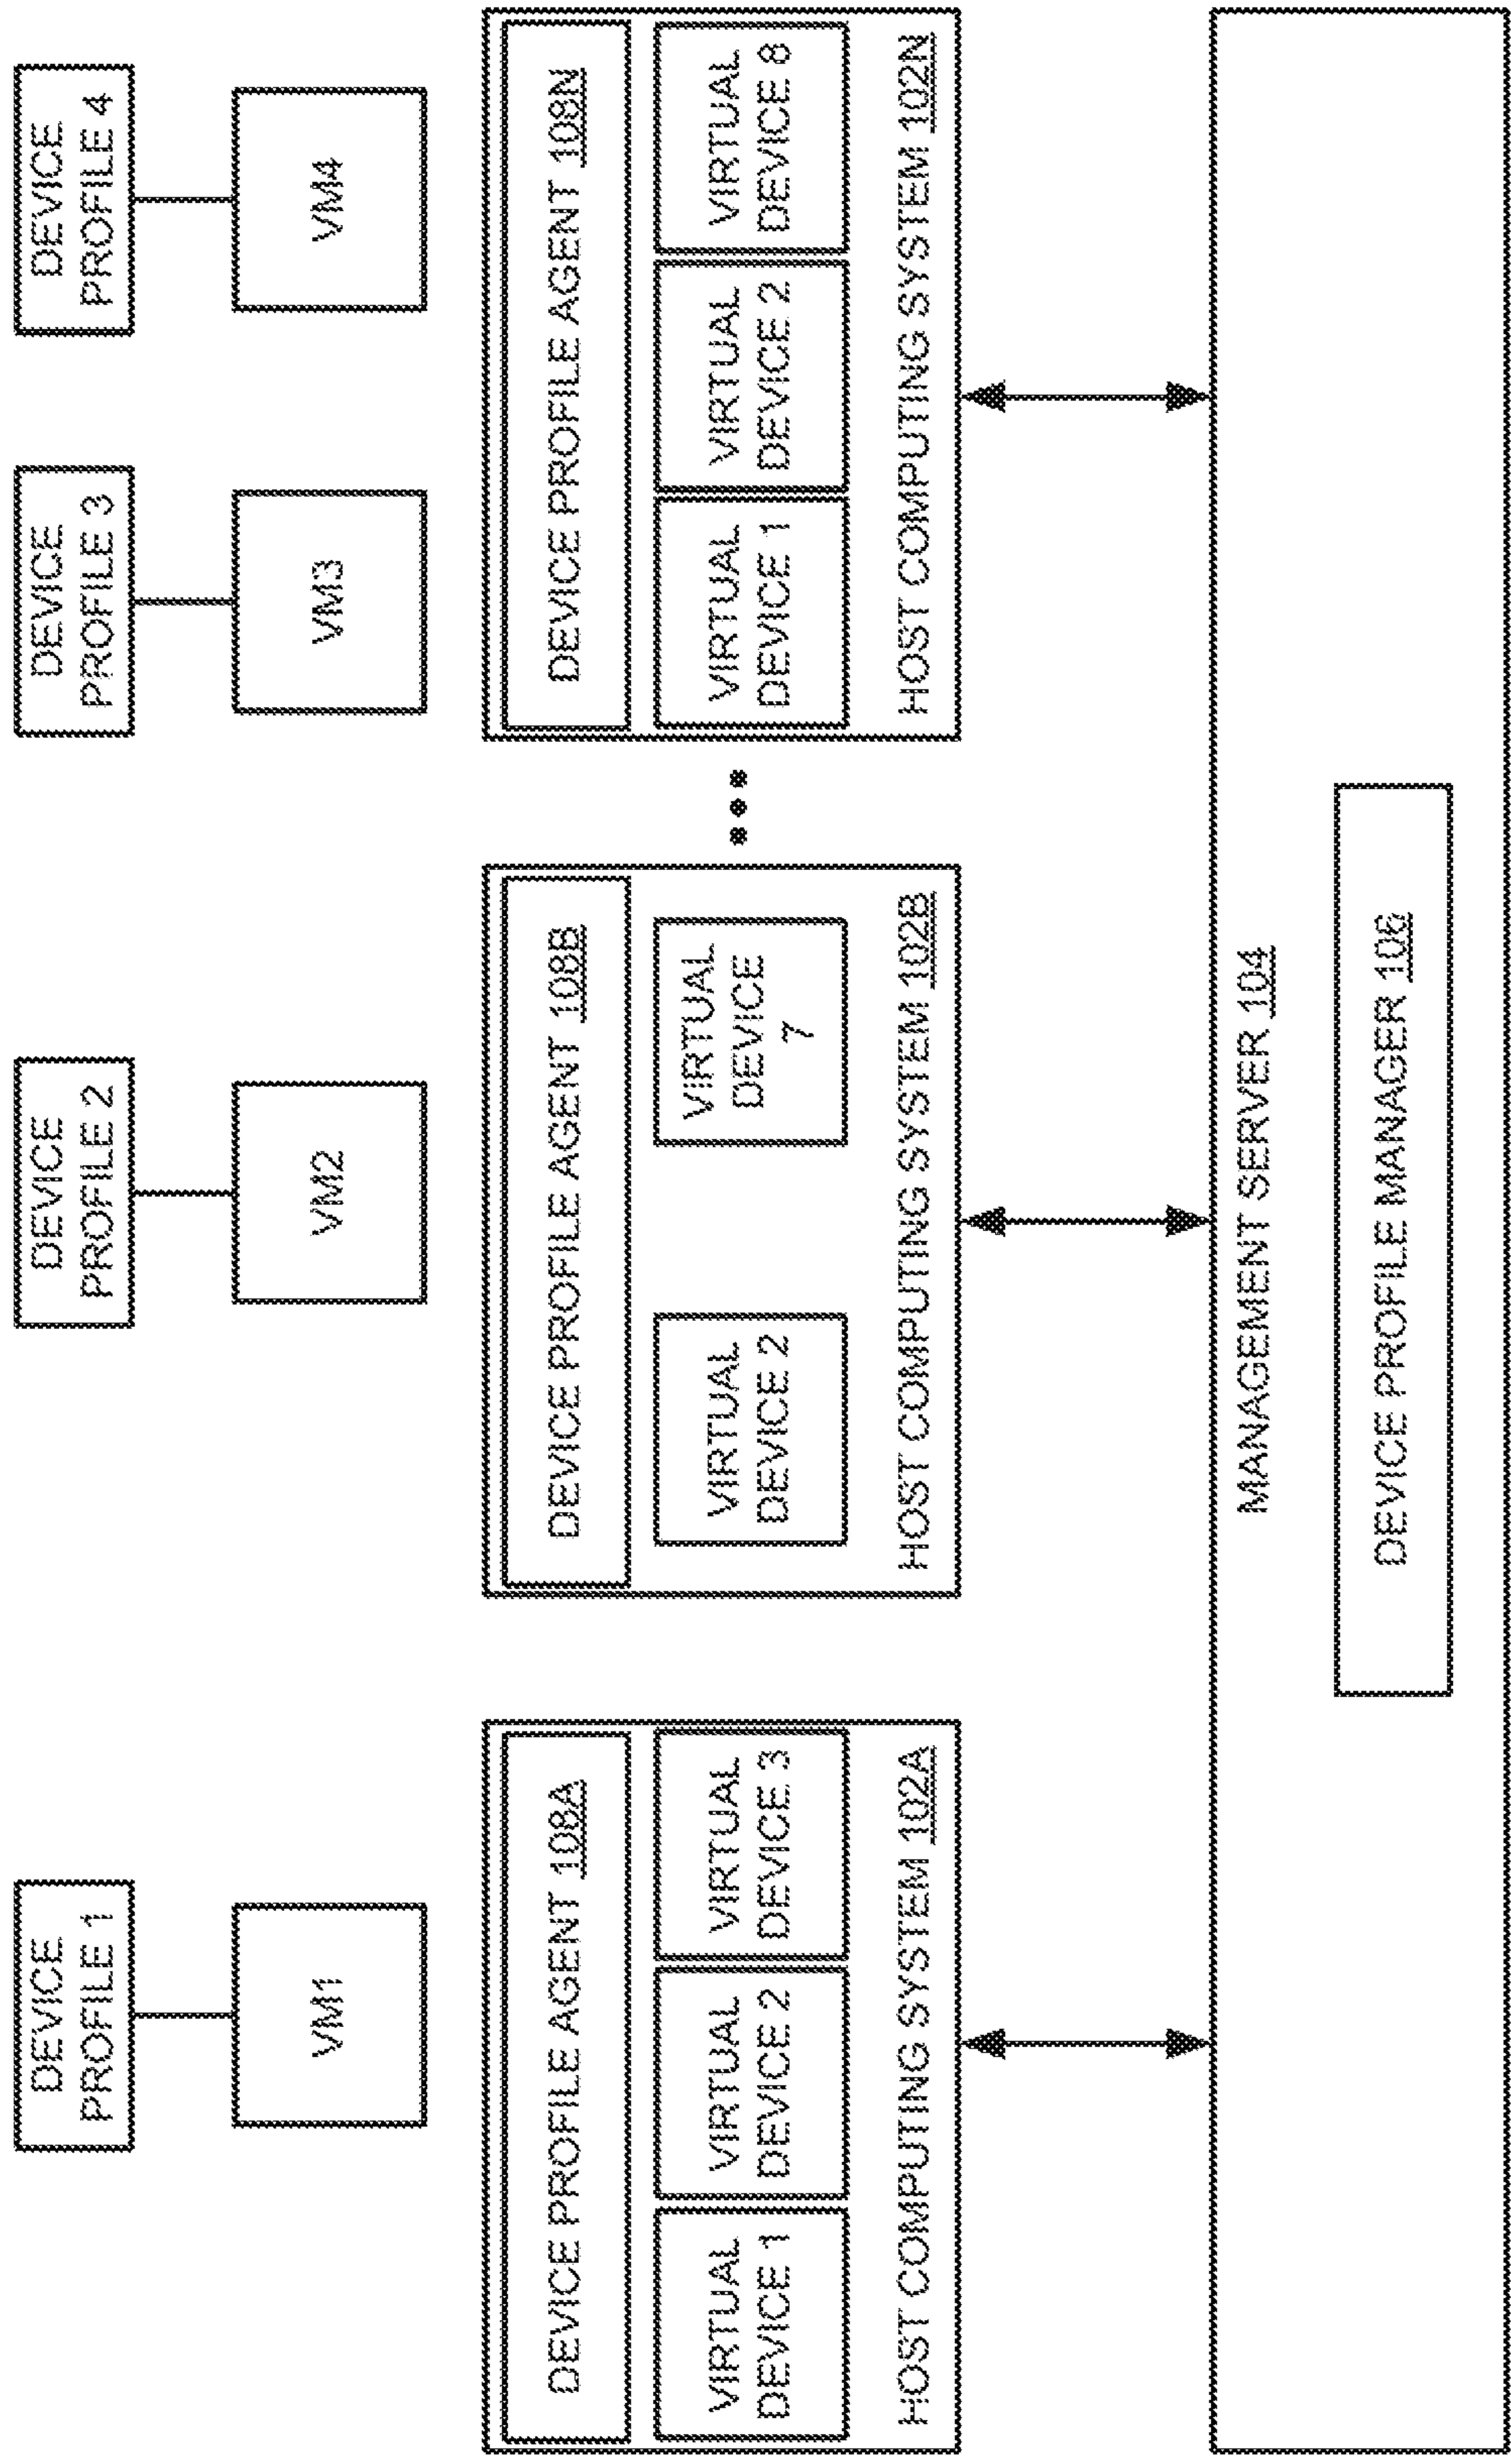 DEVICE
PROFILE 1
DEVICE
PROFILE 2
DEVICE
PROFILE 3
DEVICE
PROFILE 4
VM1
VM2
VM3
VM4
DEVICE PROFILE AGENT 108A
VIRTUAL
DEVICE 1
VIRTUAL
DEVICE 2
VIRTUAL
DEVICE 3
HOST COMPUTING SYSTEM 102A
DEVICE PROFILE AGENT 108B
VIRTUAL
DEVICE 2
VIRTUAL
DEVICE
7
HOST COMPUTING SYSTEM 102B
DEVICE PROFILE AGENT 108N
VIRTUAL
DEVICE 1
VIRTUAL
DEVICE 2
VIRTUAL
DEVICE 8
HOST COMPUTING SYSTEM 102N
MANAGEMENT SERVER 104
DEVICE PROFILE MANAGER 106